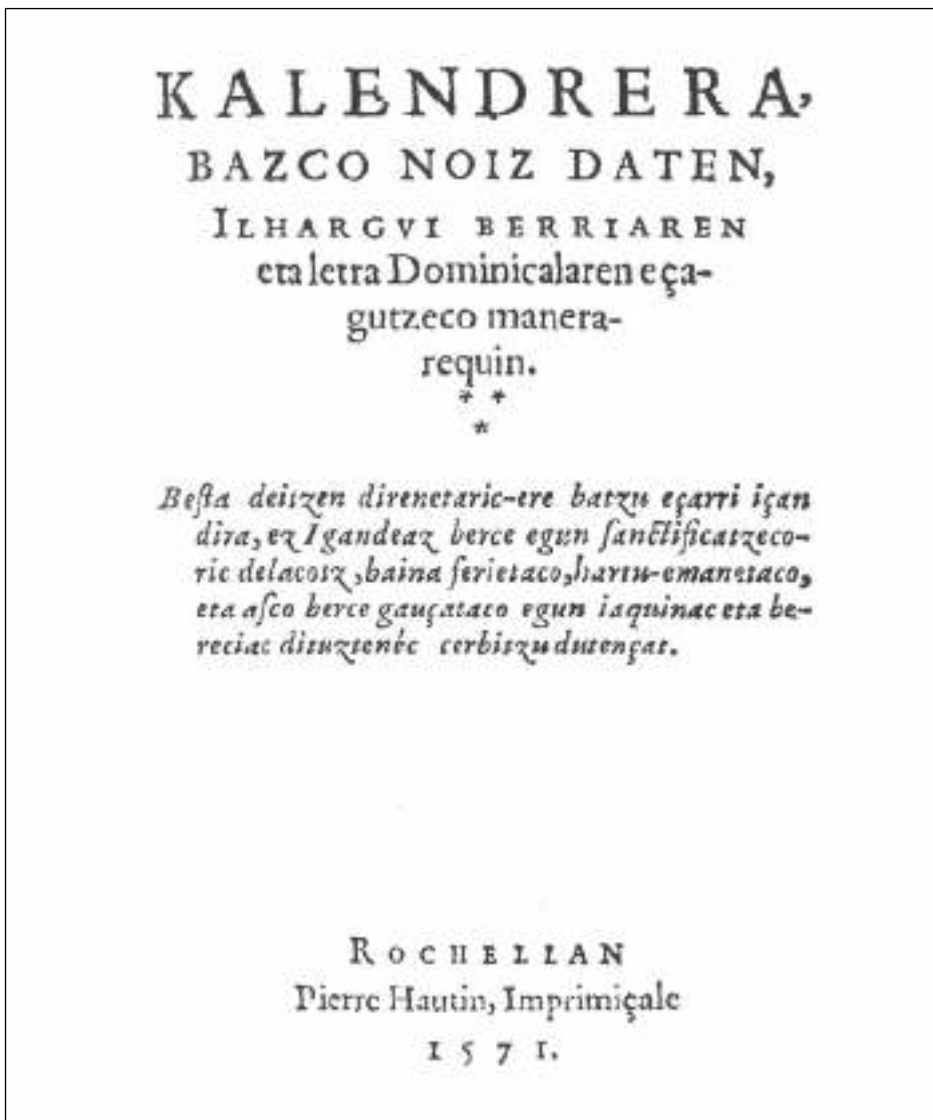 KALENDRERA,
BAZCO NOIZ DATEN,
ILHARGVI BERRIAREN
eta letra Dominicalaren eça-
gutzeco manera-
requin.
* *
*
Beſta deitzen direnetaric-ere batzu eçarri içan
dira, ez Igandeaz berce egun ſanctificatzeco-
ric delacotz, baina ferietaco, hartu-emanetaco,
eta aſco berce gauçataco egun iaquinac eta be-
reciac dituztenéc cerbitzu dutençat.
ROCHELLAN
Pierre Hautin, Imprimiçale
1571.